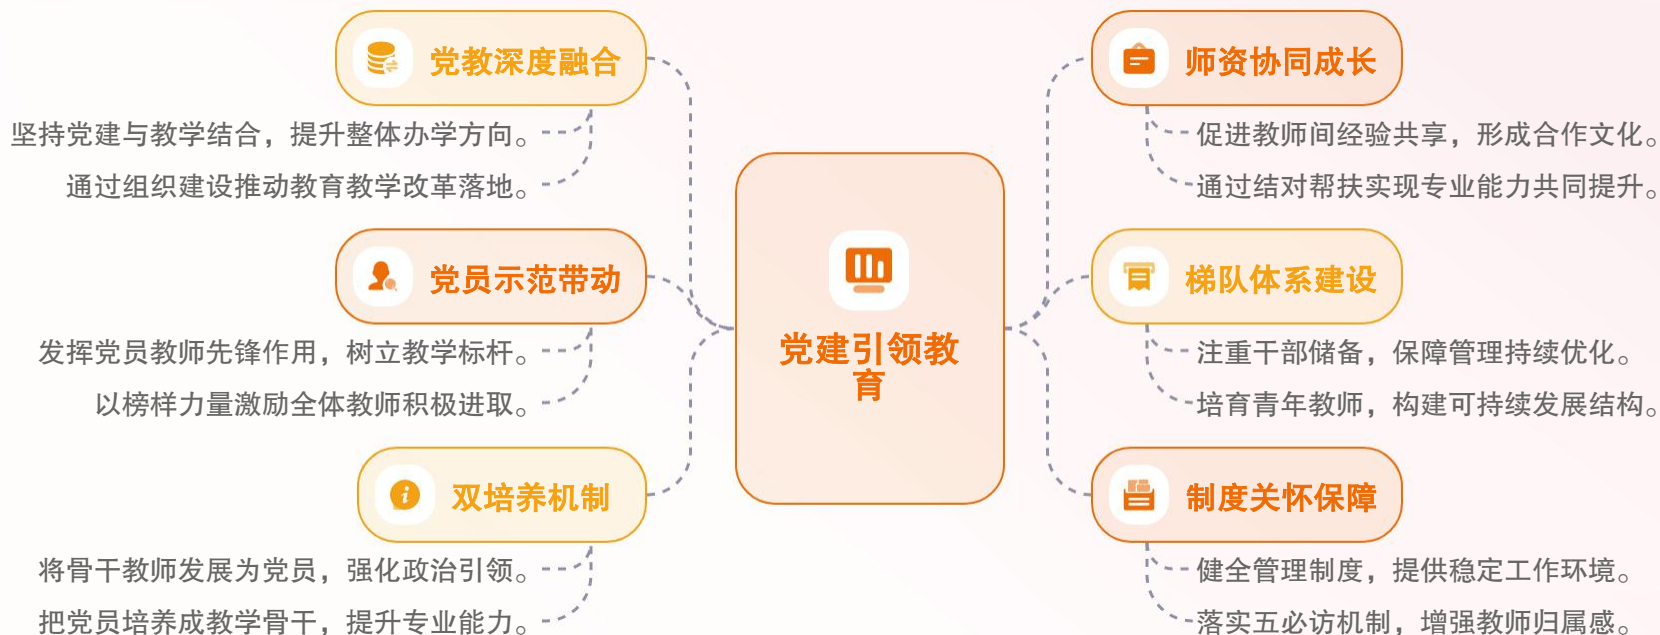 党教深度融合
坚持党建与教学结合，提升整体办学方向。
通过组织建设推动教育教学改革落地。
党员示范带动
发挥党员教师先锋作用，树立教学标杆。
以榜样力量激励全体教师积极进取。
双培养机制
将骨干教师发展为党员，强化政治引领。
把党员培养成教学骨干，提升专业能力。
党建引领教
育
师资协同成长
促进教师间经验共享，形成合作文化。
通过结对帮扶实现专业能力共同提升。
梯队体系建设
注重干部储备，保障管理持续优化。
培育青年教师，构建可持续发展结构。
制度关怀保障
健全管理制度，提供稳定工作环境。
落实五必访机制，增强教师归属感。